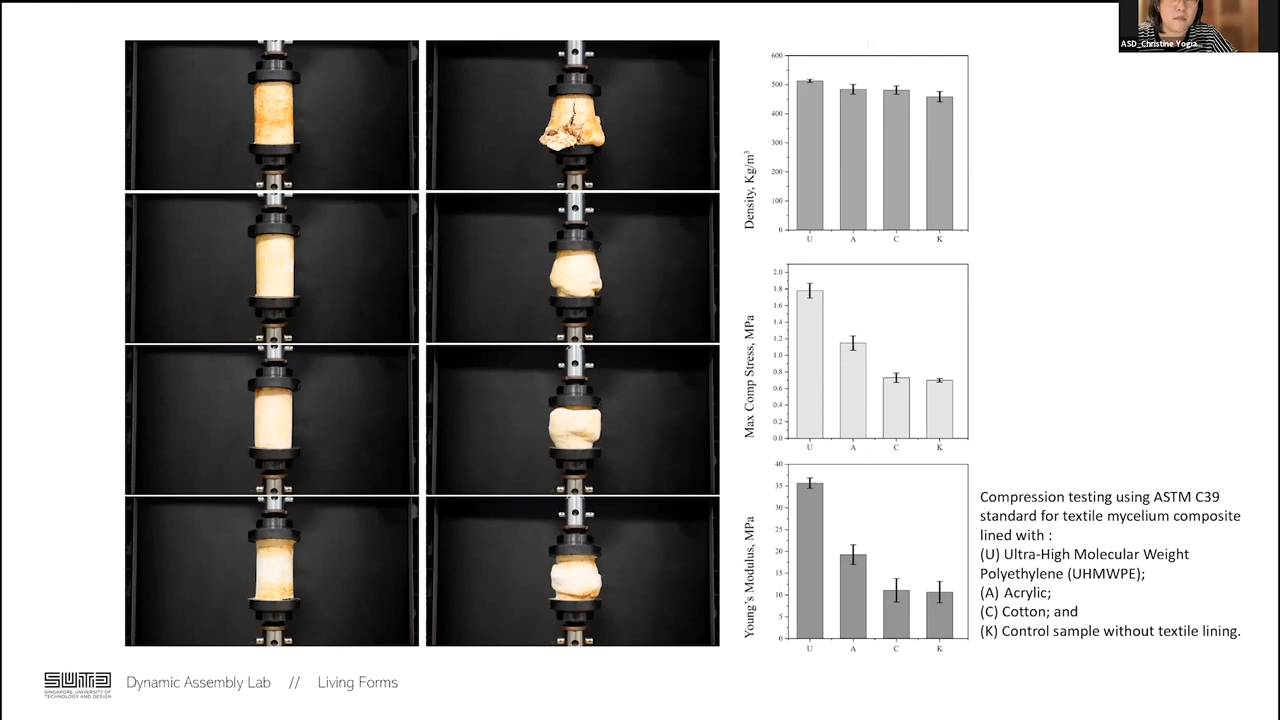 ASD_Christine Yogia...
600
500
400
300
200
100
0
Density, Kg/m³
U A C K
2.0
1.8
1.6
1.4
1.2
1.0
0.8
0.6
0.4
0.2
0.0
Max Comp Stress, MPa
U A C K
40
35
30
25
20
15
10
5
0
Young's Modulus, MPa
U A C K
Compression testing using ASTM C39
standard for textile mycelium composite
lined with :
(U) Ultra-High Molecular Weight
Polyethylene (UHMWPE);
(A) Acrylic;
(C) Cotton; and
(K) Control sample without textile lining.
SUTD
SINGAPORE UNIVERSITY OF
TECHNOLOGY AND DESIGN
Dynamic Assembly Lab // Living Forms